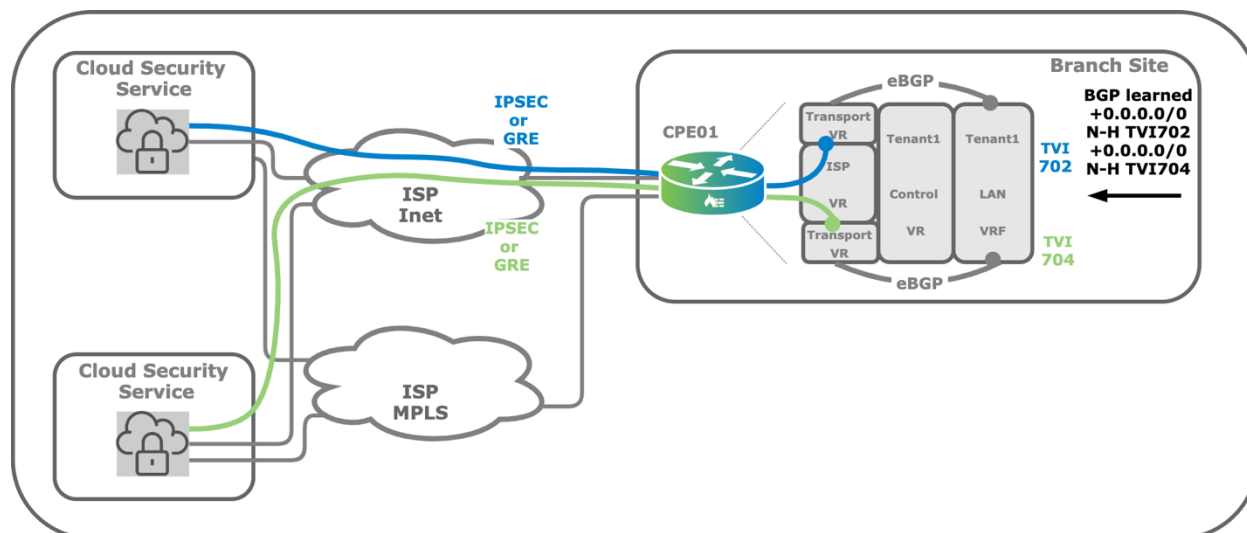 Cloud Security
Service
IPSEC
or
GRE
ISP
Inet
IPSEC
or
GRE
Cloud Security
Service
ISP
MPLS
CPE01
Branch Site
eBGP
Transport
VR
ISP
VR
Transport
VR
Tenant1
Control
VR
Tenant1
LAN
VRF
eBGP
TVI
702
TVI
704
BGP learned
+0.0.0.0/0
N-H TVI702
+0.0.0.0/0
N-H TVI704